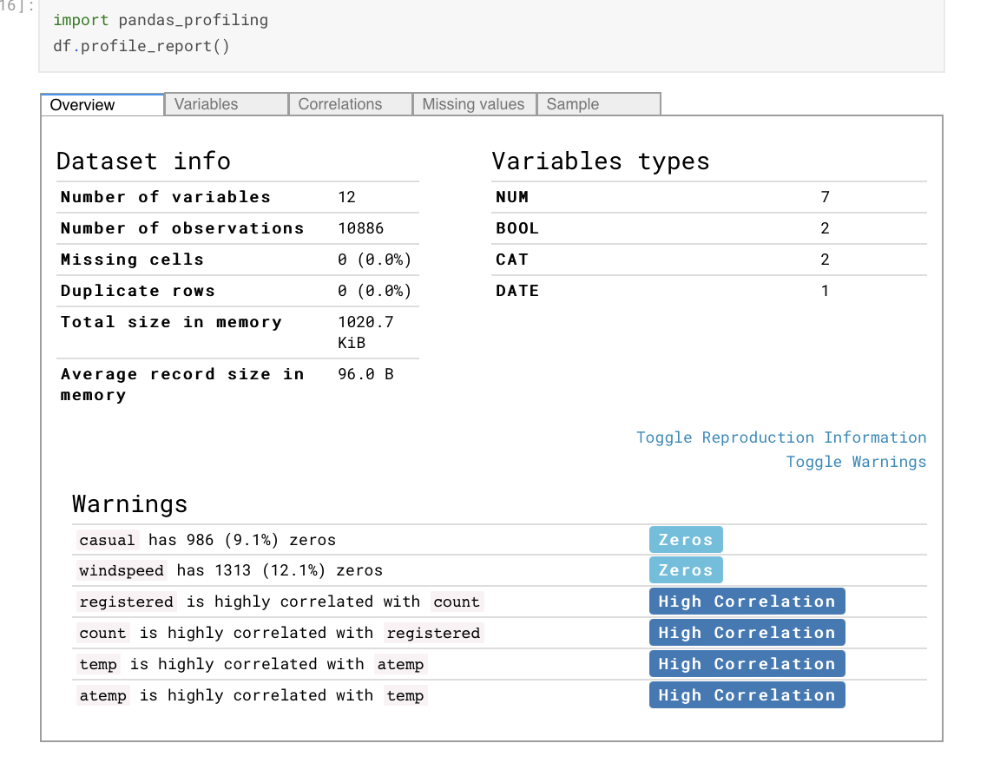 16]:
import pandas_profiling
df.profile_report()
Overview Variables Correlations Missing values Sample
Dataset info
Number of variables 12
Number of observations 10886
Missing cells 0 (0.0%)
Duplicate rows 0 (0.0%)
Total size in memory 1020.7
KiB
Average record size in 96.0 B
memory
Variables types
NUM 7
BOOL 2
CAT 2
DATE 1
Toggle Reproduction Information
Toggle Warnings
Warnings
casual has 986 (9.1%) zeros Zeros
windspeed has 1313 (12.1%) zeros Zeros
registered is highly correlated with count High Correlation
count is highly correlated with registered High Correlation
temp is highly correlated with atemp High Correlation
atemp is highly correlated with temp High Correlation